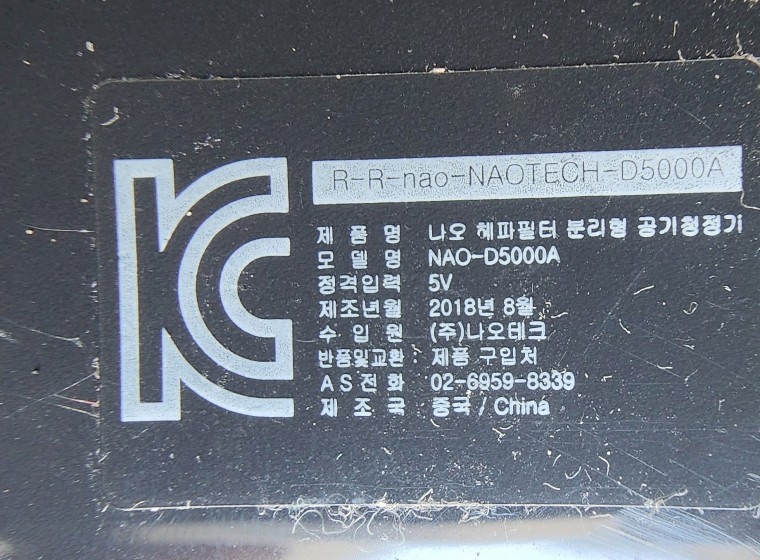 KC
R-R-nao-NAOTECH-D5000A
제 품 명 나오 헤파필터 분리형 공기청정기
모 델 명 NAO-D5000A
정격입력 5V
제조년월 2018년 8월
수 입 원 (주)나오테크
반품및교환 : 제품 구입처
A S 전 화 02-6959-8339
제 조 국 중국 / China